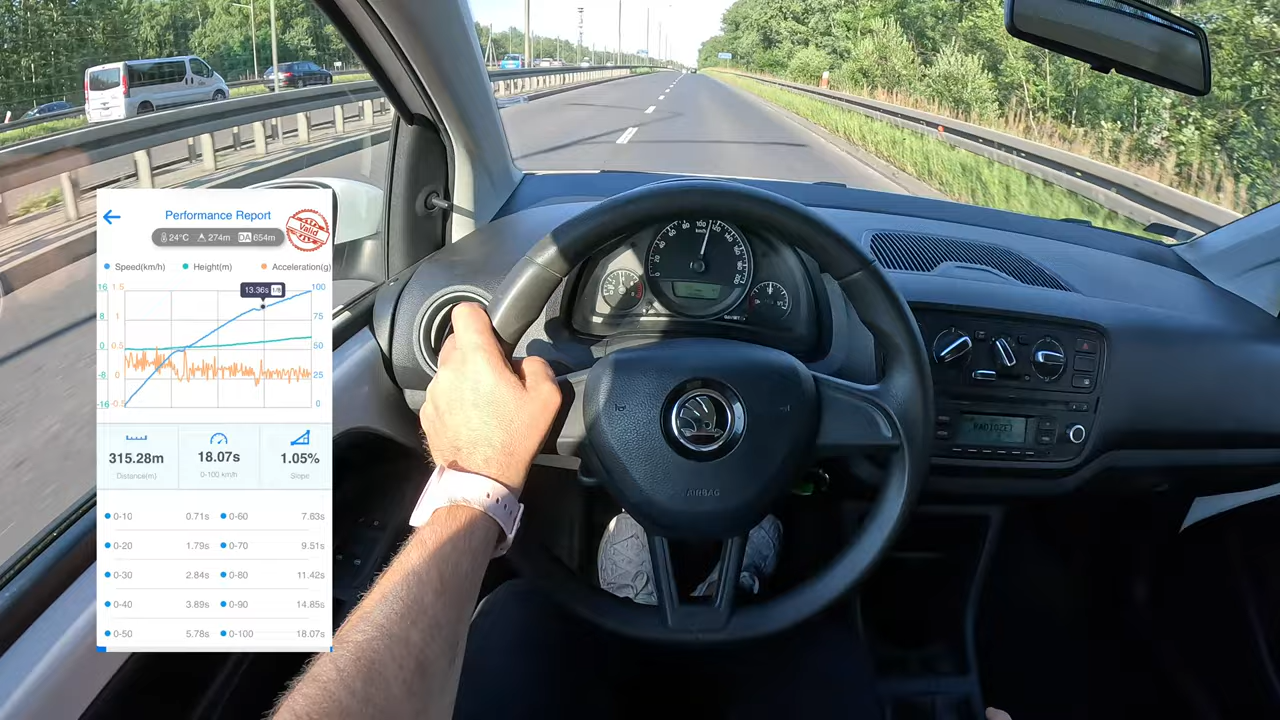 Performance Report
Valid
24°C 274m DA 654m
Speed(km/h) Height(m) Acceleration(g)
13.36s
16 1.5 100
8 1 75
0 0.5 50
-8 0 25
-16 -0.5 0
315.28m 18.07s 1.05%
Distance(m) 0-100 km/h Slope
0-10 0.71s 0-60 7.63s
0-20 1.79s 0-70 9.51s
0-30 2.84s 0-80 11.42s
0-40 3.89s 0-90 14.85s
0-50 5.78s 0-100 18.07s
km/h
AIRBAG
RADIOZET